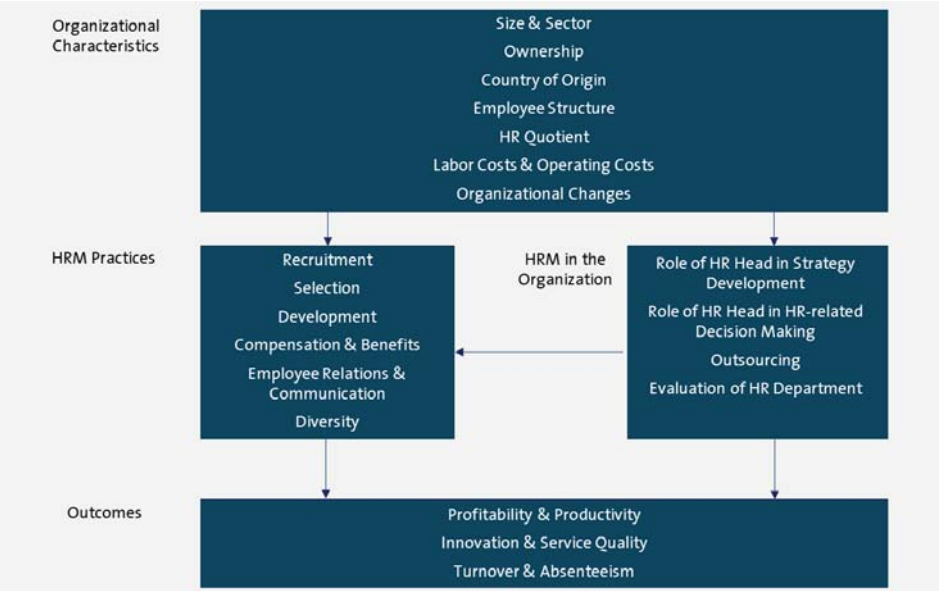 Organizational
Characteristics
Size & Sector
Ownership
Country of Origin
Employee Structure
HR Quotient
Labor Costs & Operating Costs
Organizational Changes
HRM Practices
Recruitment
Selection
Development
Compensation & Benefits
Employee Relations &
Communication
Diversity
HRM in the
Organization
Role of HR Head in Strategy
Development
Role of HR Head in HR-related
Decision Making
Outsourcing
Evaluation of HR Department
Outcomes
Profitability & Productivity
Innovation & Service Quality
Turnover & Absenteeism